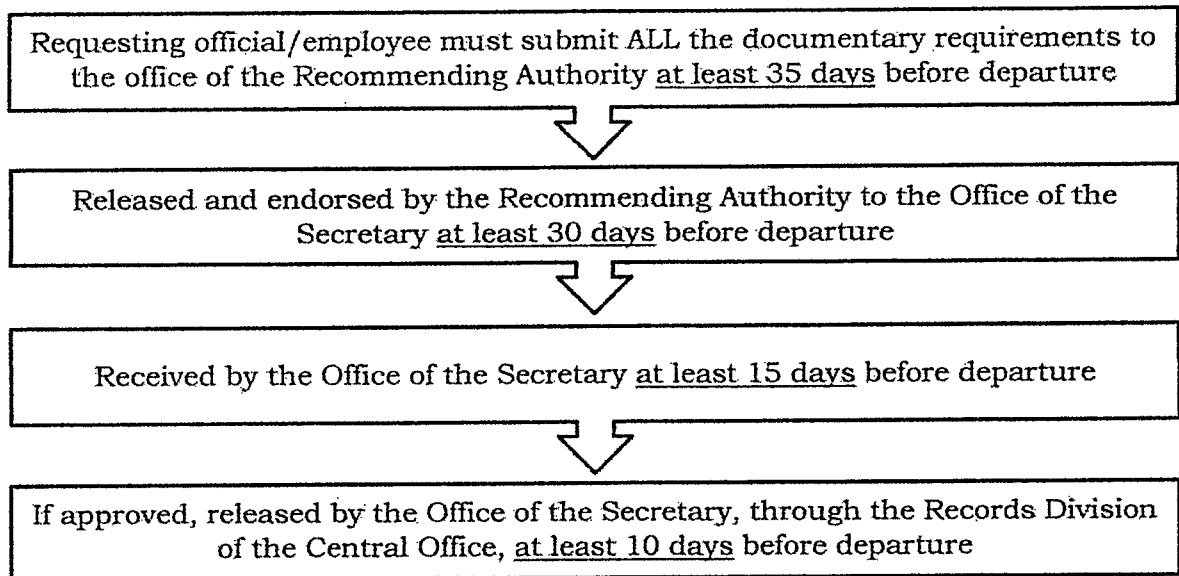 Requesting official/employee must submit ALL the documentary requirements to
the office of the Recommending Authority at least 35 days before departure
Released and endorsed by the Recommending Authority to the Office of the
Secretary at least 30 days before departure
Received by the Office of the Secretary at least 15 days before departure
If approved, released by the Office of the Secretary, through the Records Division
of the Central Office, at least 10 days before departure